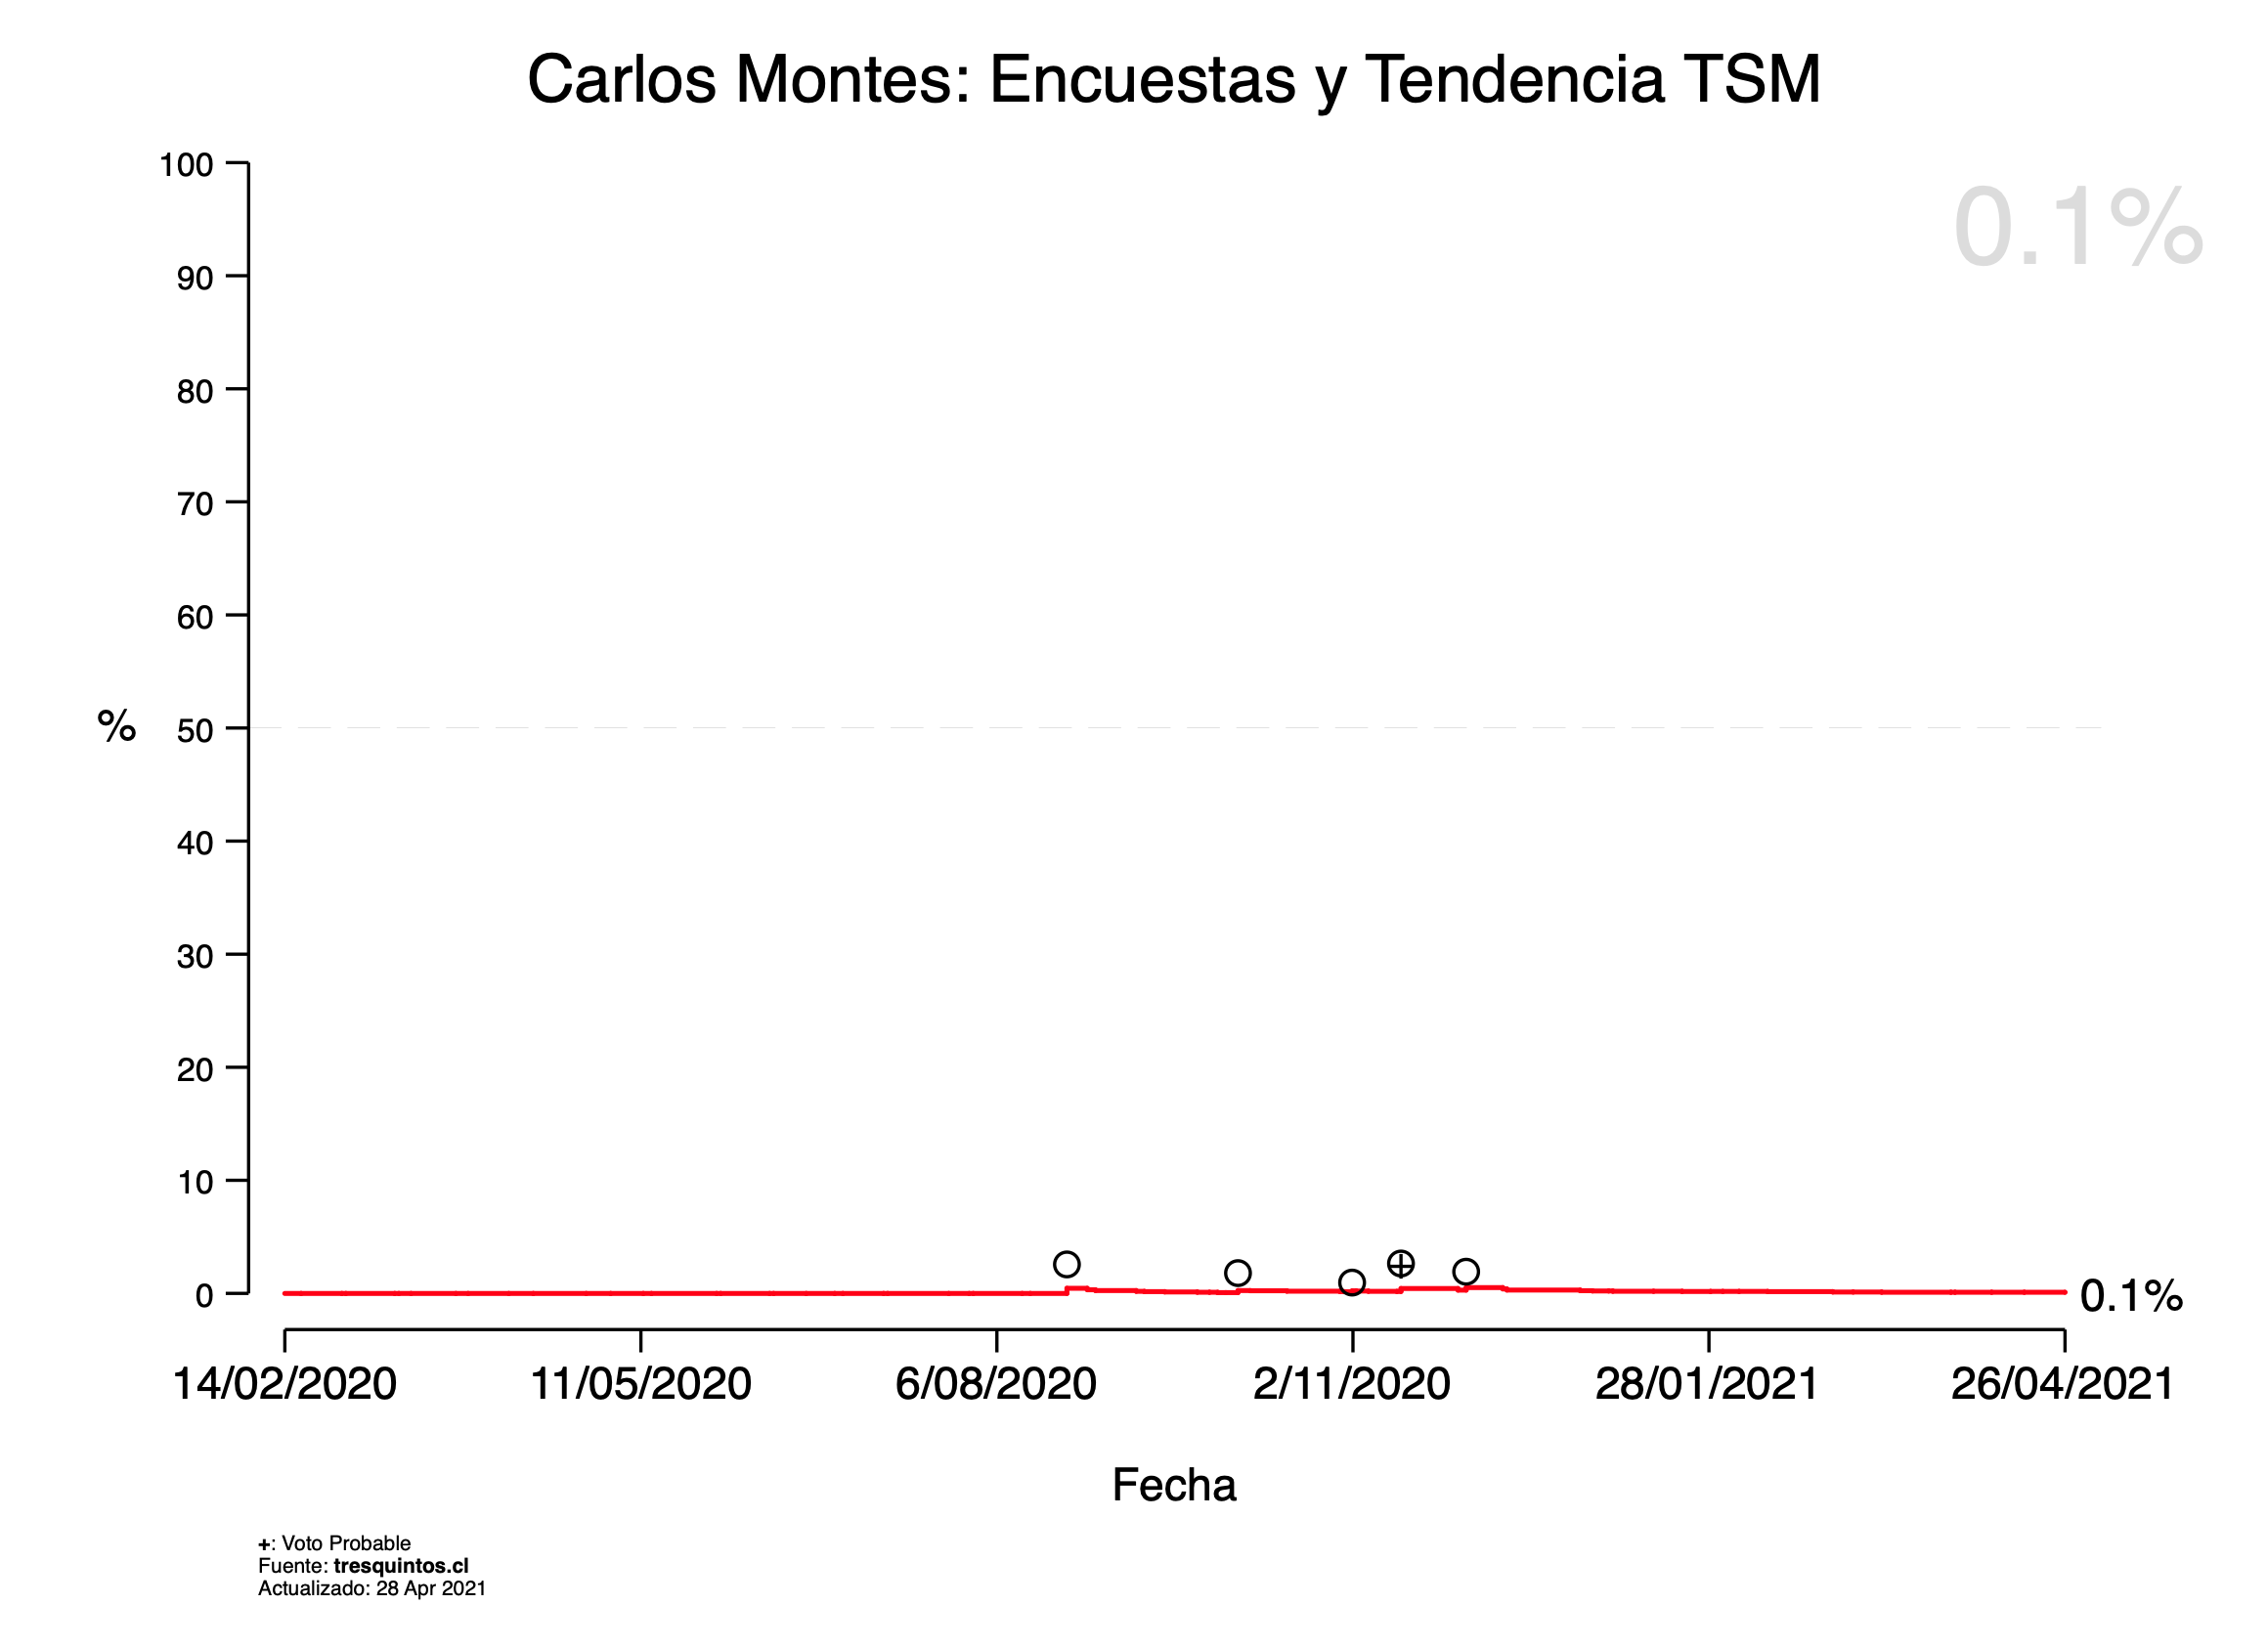 Carlos Montes: Encuestas y Tendencia TSM
0.1%
100
90
80
70
60
50
40
30
20
10
0
%
0.1%
14/02/2020 11/05/2020 6/08/2020 2/11/2020 28/01/2021 26/04/2021
Fecha
+: Voto Probable
Fuente: tresquintos.cl
Actualizado: 28 Apr 2021